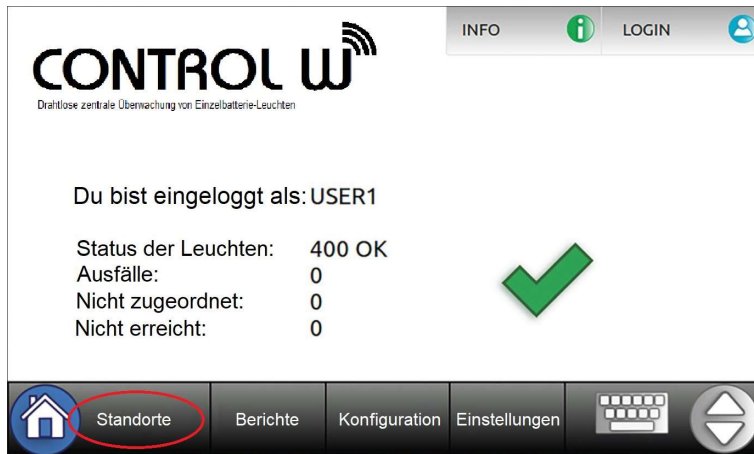 INFO LOGIN
CONTROL W
Drahtlose zentrale Überwachung von Einzelbatterie-Leuchten
Du bist eingeloggt als: USER1
Status der Leuchten: 400 OK
Ausfälle: 0
Nicht zugeordnet: 0
Nicht erreicht: 0
Standorte Berichte Konfiguration Einstellungen